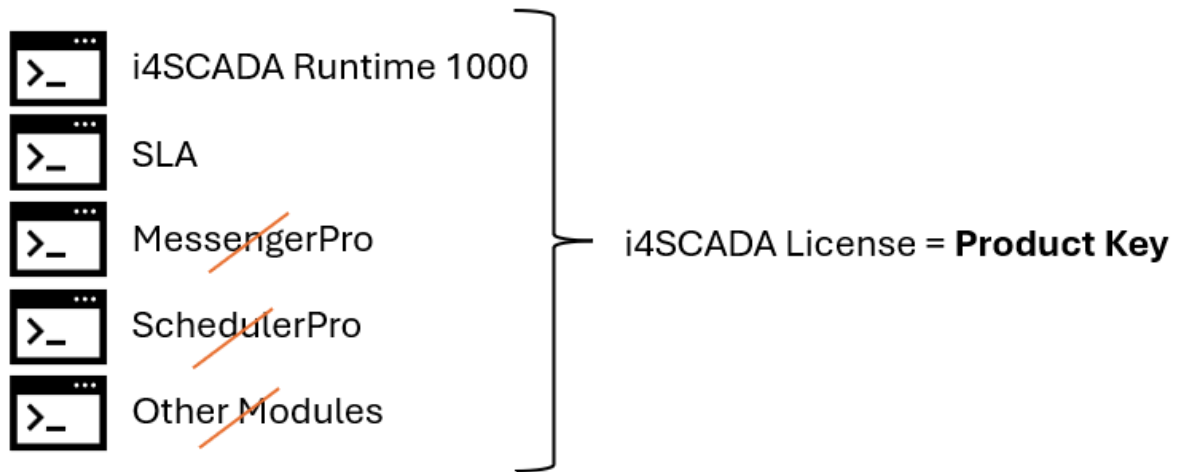 i4SCADA Runtime 1000
SLA
MessengerPro
SchedulerPro
Other Modules
i4SCADA License = Product Key